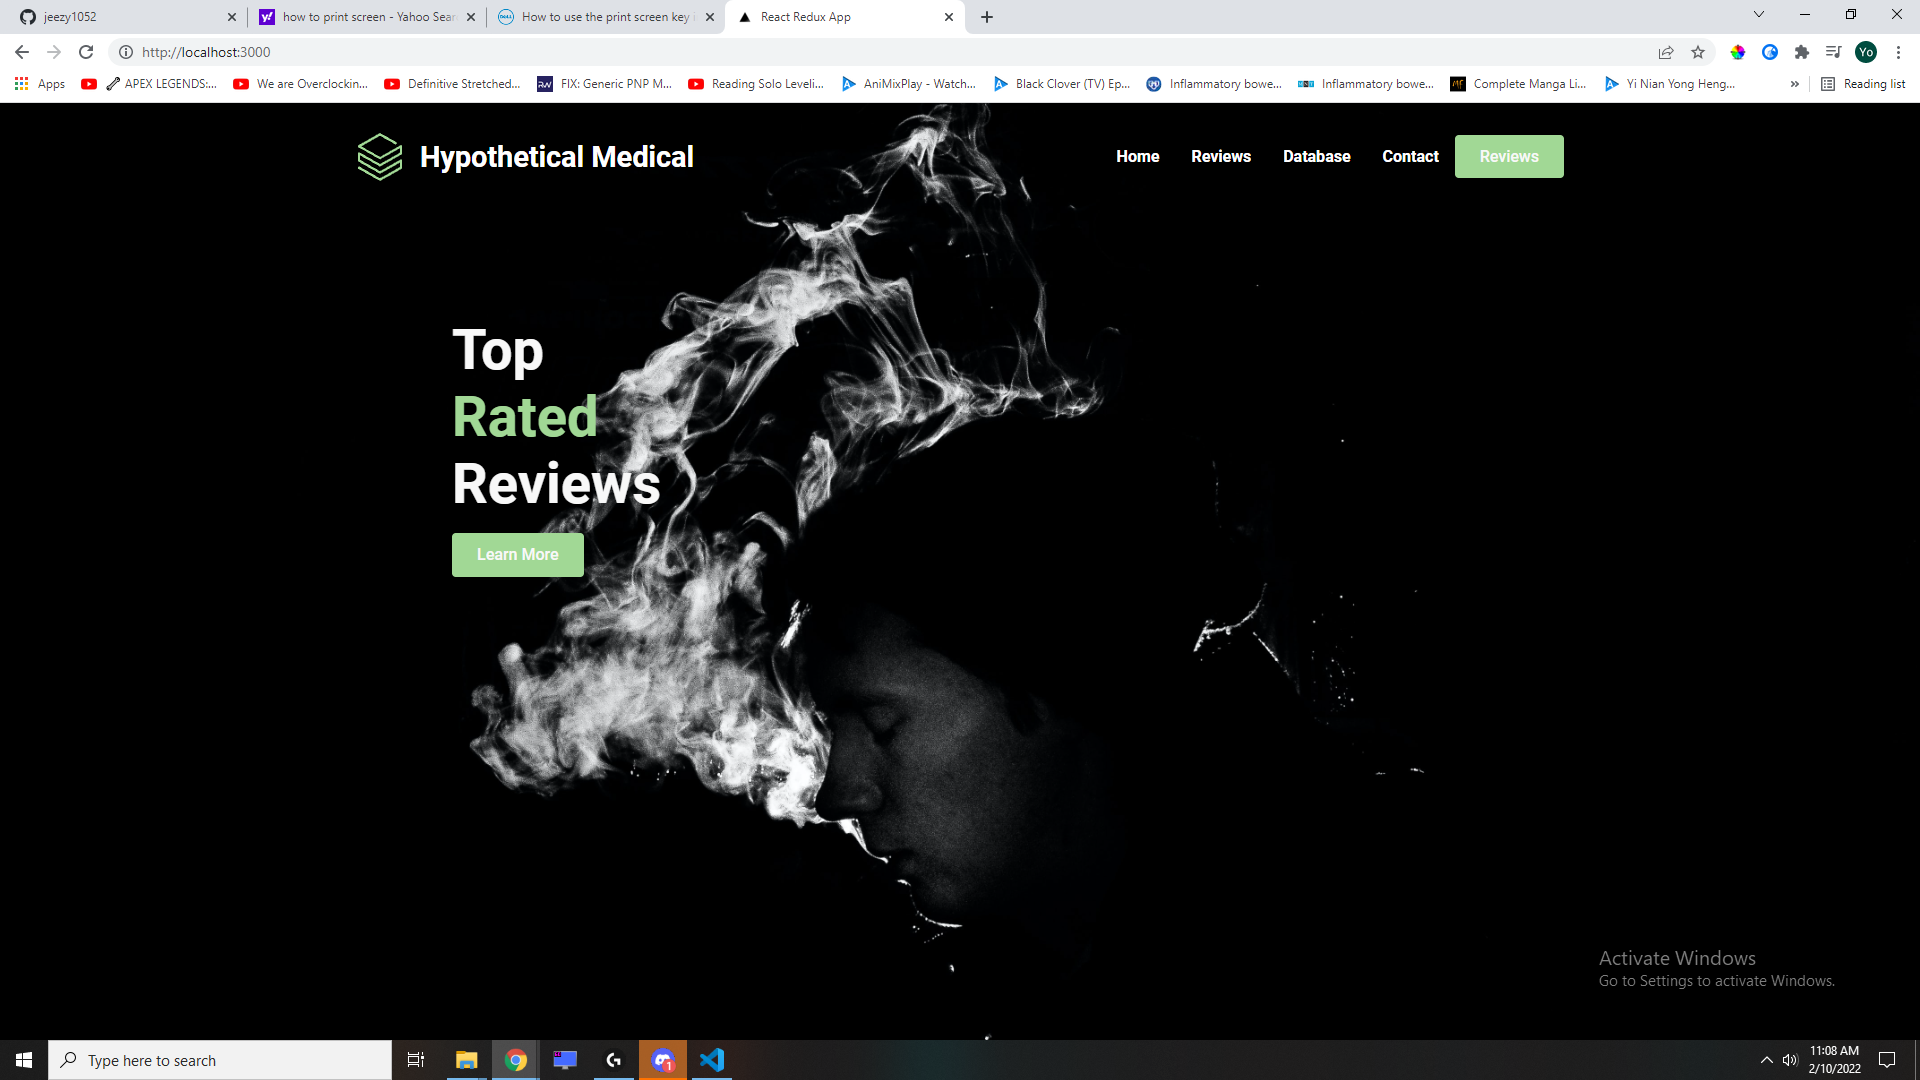 jeezy1052
how to print screen - Yahoo Sear
How to use the print screen key i
React Redux App
http://localhost:3000
Yo
Apps
APEX LEGENDS:...
We are Overclockin...
Definitive Stretched...
FIX: Generic PNP M...
Reading Solo Leveli...
AniMixPlay - Watch...
Black Clover (TV) Ep...
Inflammatory bowe...
Inflammatory bowe...
Complete Manga Li...
Yi Nian Yong Heng...
»
Reading list
Hypothetical Medical
Home
Reviews
Database
Contact
Reviews
Top
Rated
Reviews
Learn More
Activate Windows
Go to Settings to activate Windows.
Type here to search
1
11:08 AM
2/10/2022